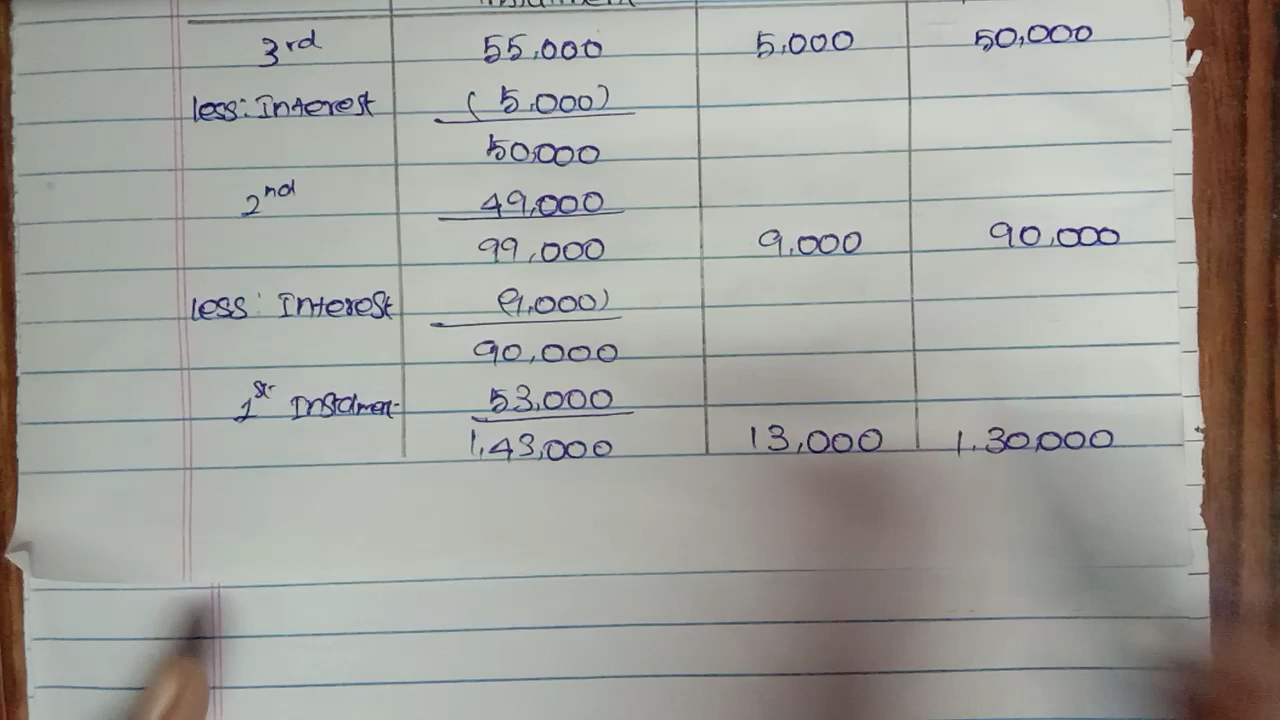 3rd 55,000 5,000 50,000
less: Interest (5,000)
50,000
2nd 49,000
99,000 9,000 90,000
less: Interest (9,000)
90,000
1st 53,000
1,43,000 13,000 1,30,000